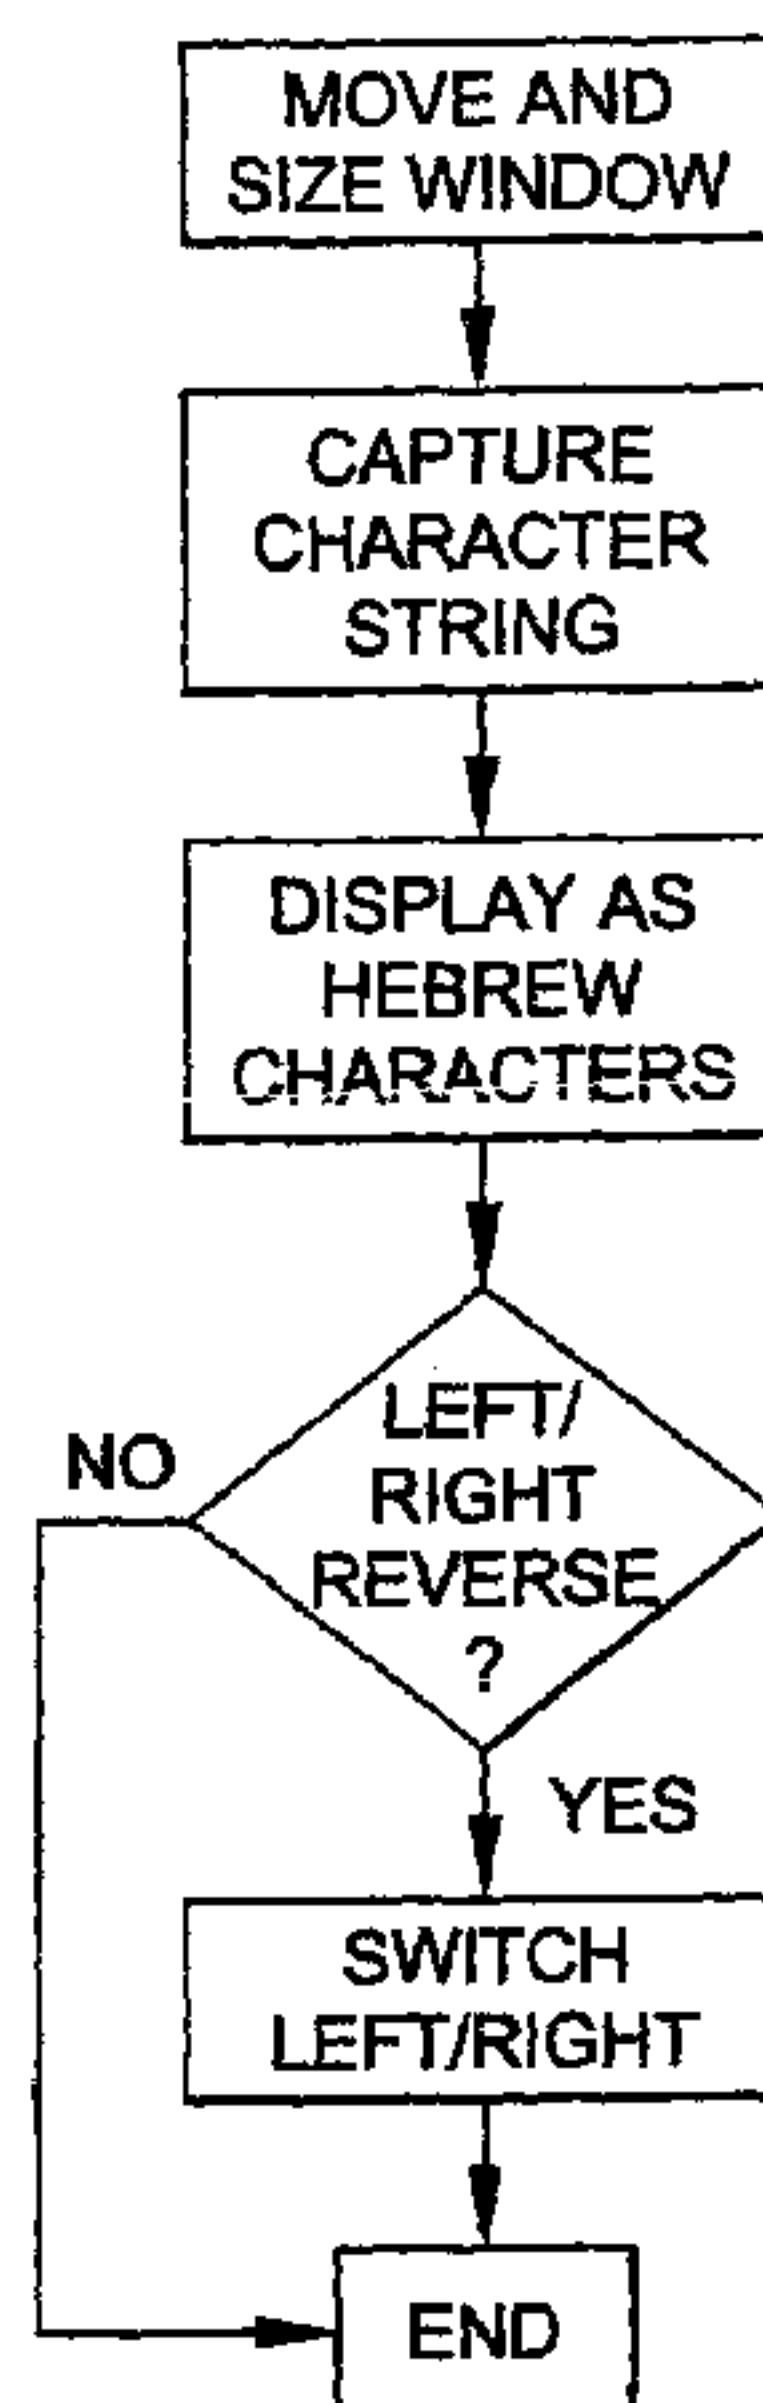 MOVE AND
SIZE WINDOW
CAPTURE
CHARACTER
STRING
DISPLAY AS
HEBREW
CHARACTERS
LEFT/
RIGHT
REVERSE
?
NO
YES
SWITCH
LEFT/RIGHT
END